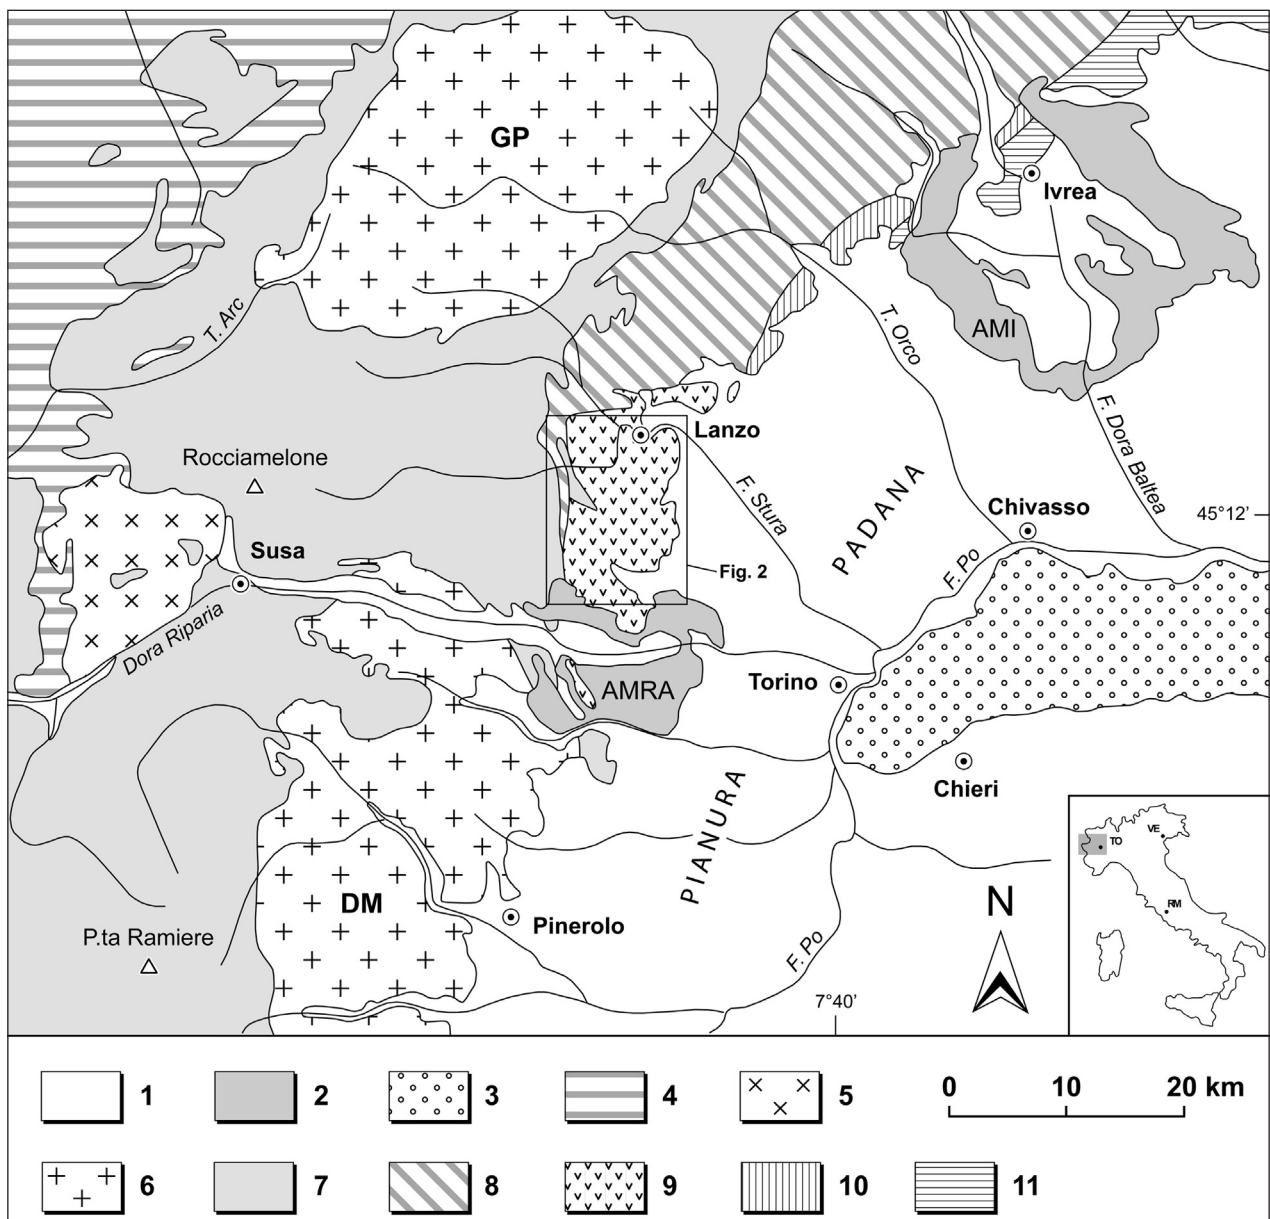 GP
Ivrea
T. Arc
T. Orco
AMI
F. Dora Baltea
Lanzo
Rocciamelone
F. Stura
PADANA
Chivasso
45°12'
Susa
Fig. 2
F. Po
Dora Riparia
AMRA
Torino
Chieri
PIANURA
VE
TO
RM
DM
N
Pinerolo
P.ta Ramiere
F. Po
7°40'
1 2 3 4 5 0 10 20 km
6 7 8 9 10 11